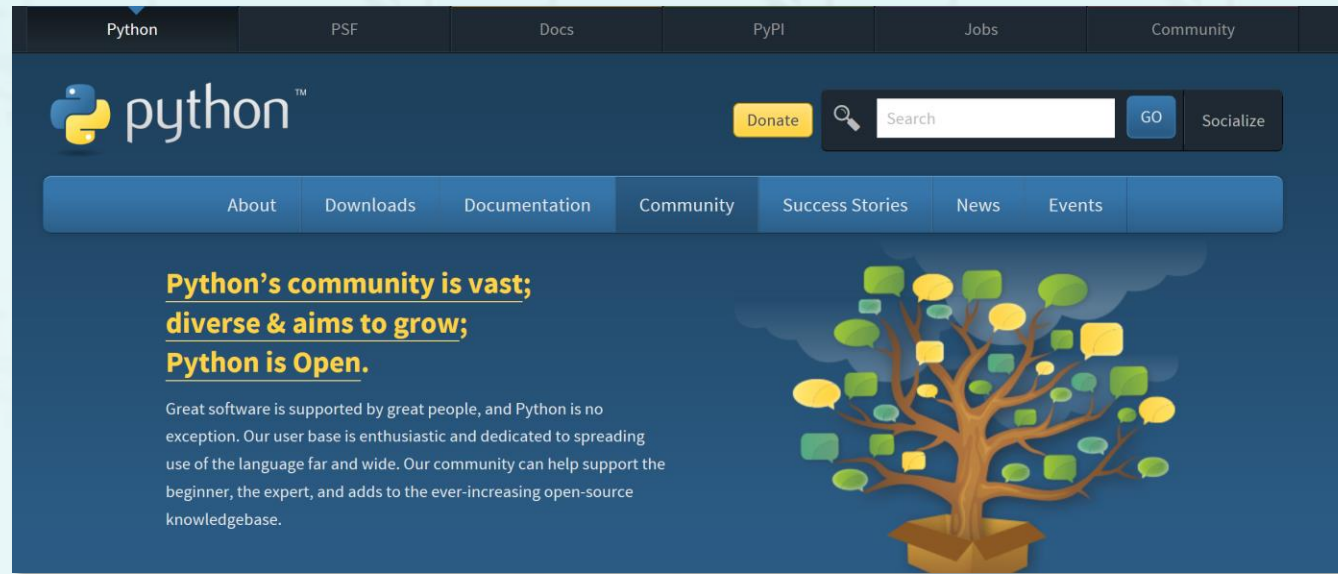 Python PSF Docs PyPI Jobs Community
python™
Donate Search GO Socialize
About Downloads Documentation Community Success Stories News Events
Python's community is vast;
diverse & aims to grow;
Python is Open.
Great software is supported by great people, and Python is no
exception. Our user base is enthusiastic and dedicated to spreading
use of the language far and wide. Our community can help support the
beginner, the expert, and adds to the ever-increasing open-source
knowledgebase.